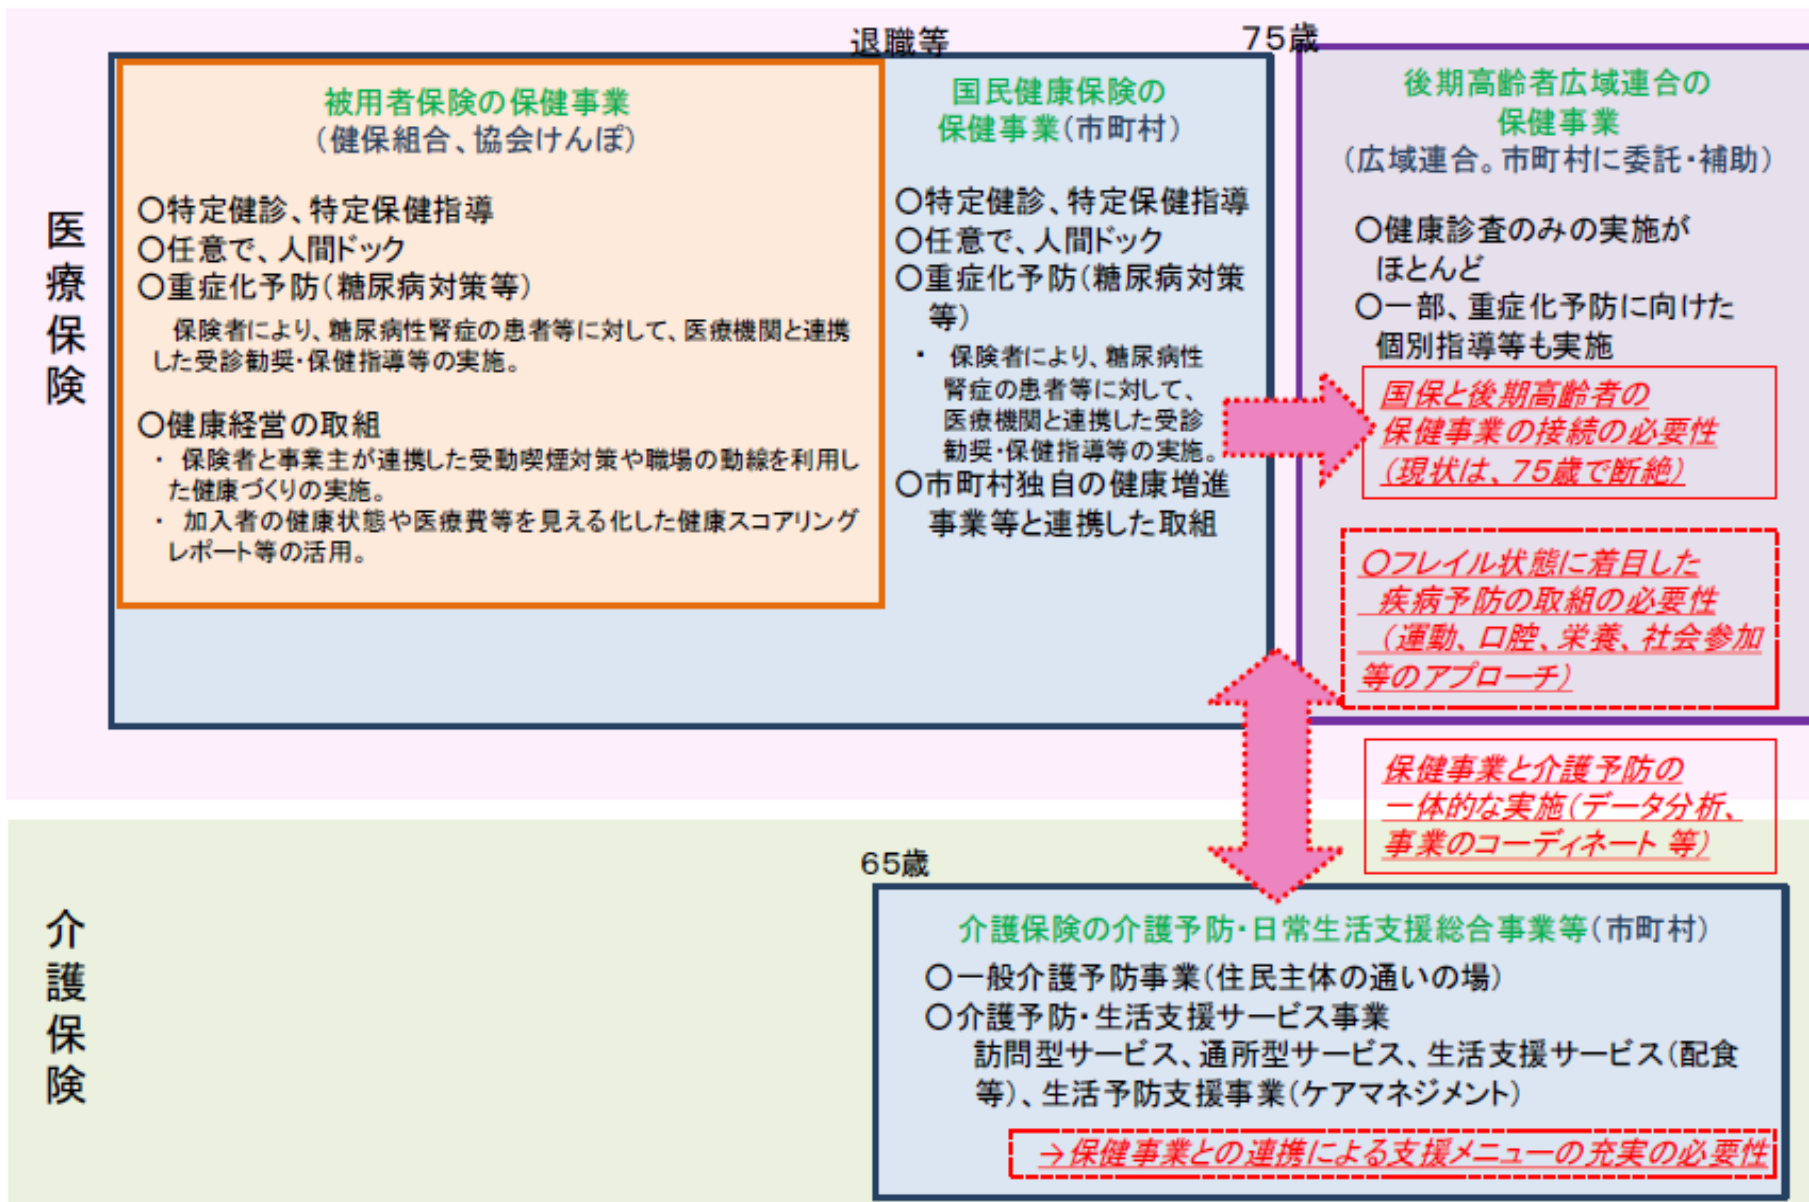 医療保険
退職等
75歳
被用者保険の保健事業
(健保組合、協会けんぽ)
○特定健診、特定保健指導
○任意で、人間ドック
○重症化予防(糖尿病対策等)
保険者により、糖尿病性腎症の患者等に対して、医療機関と連携
した受診勧奨・保健指導等の実施。
○健康経営の取組
・ 保険者と事業主が連携した受動喫煙対策や職場の動線を利用し
た健康づくりの実施。
・ 加入者の健康状態や医療費等を見える化した健康スコアリング
レポート等の活用。
国民健康保険の
保健事業(市町村)
○特定健診、特定保健指導
○任意で、人間ドック
○重症化予防(糖尿病対策
等)
・ 保険者により、糖尿病性
腎症の患者等に対して、
医療機関と連携した受診
勧奨・保健指導等の実施。
○市町村独自の健康増進
事業等と連携した取組
後期高齢者広域連合の
保健事業
(広域連合。市町村に委託・補助)
○健康診査のみの実施が
ほとんど
○一部、重症化予防に向けた
個別指導等も実施
国保と後期高齢者の
保健事業の接続の必要性
(現状は、75歳で断絶)
○フレイル状態に着目した
疾病予防の取組の必要性
(運動、口腔、栄養、社会参加
等のアプローチ)
保健事業と介護予防の
一体的な実施(データ分析、
事業のコーディネート 等)
介護保険
65歳
介護保険の介護予防・日常生活支援総合事業等(市町村)
○一般介護予防事業(住民主体の通いの場)
○介護予防・生活支援サービス事業
訪問型サービス、通所型サービス、生活支援サービス(配食
等)、生活予防支援事業(ケアマネジメント)
→保健事業との連携による支援メニューの充実の必要性